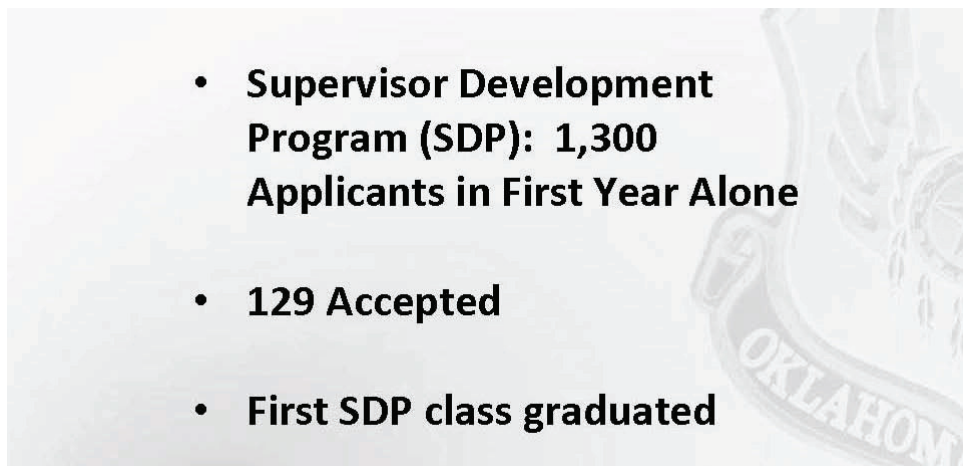 • Supervisor Development
Program (SDP): 1,300
Applicants in First Year Alone
• 129 Accepted
• First SDP class graduated
OKLAHOM